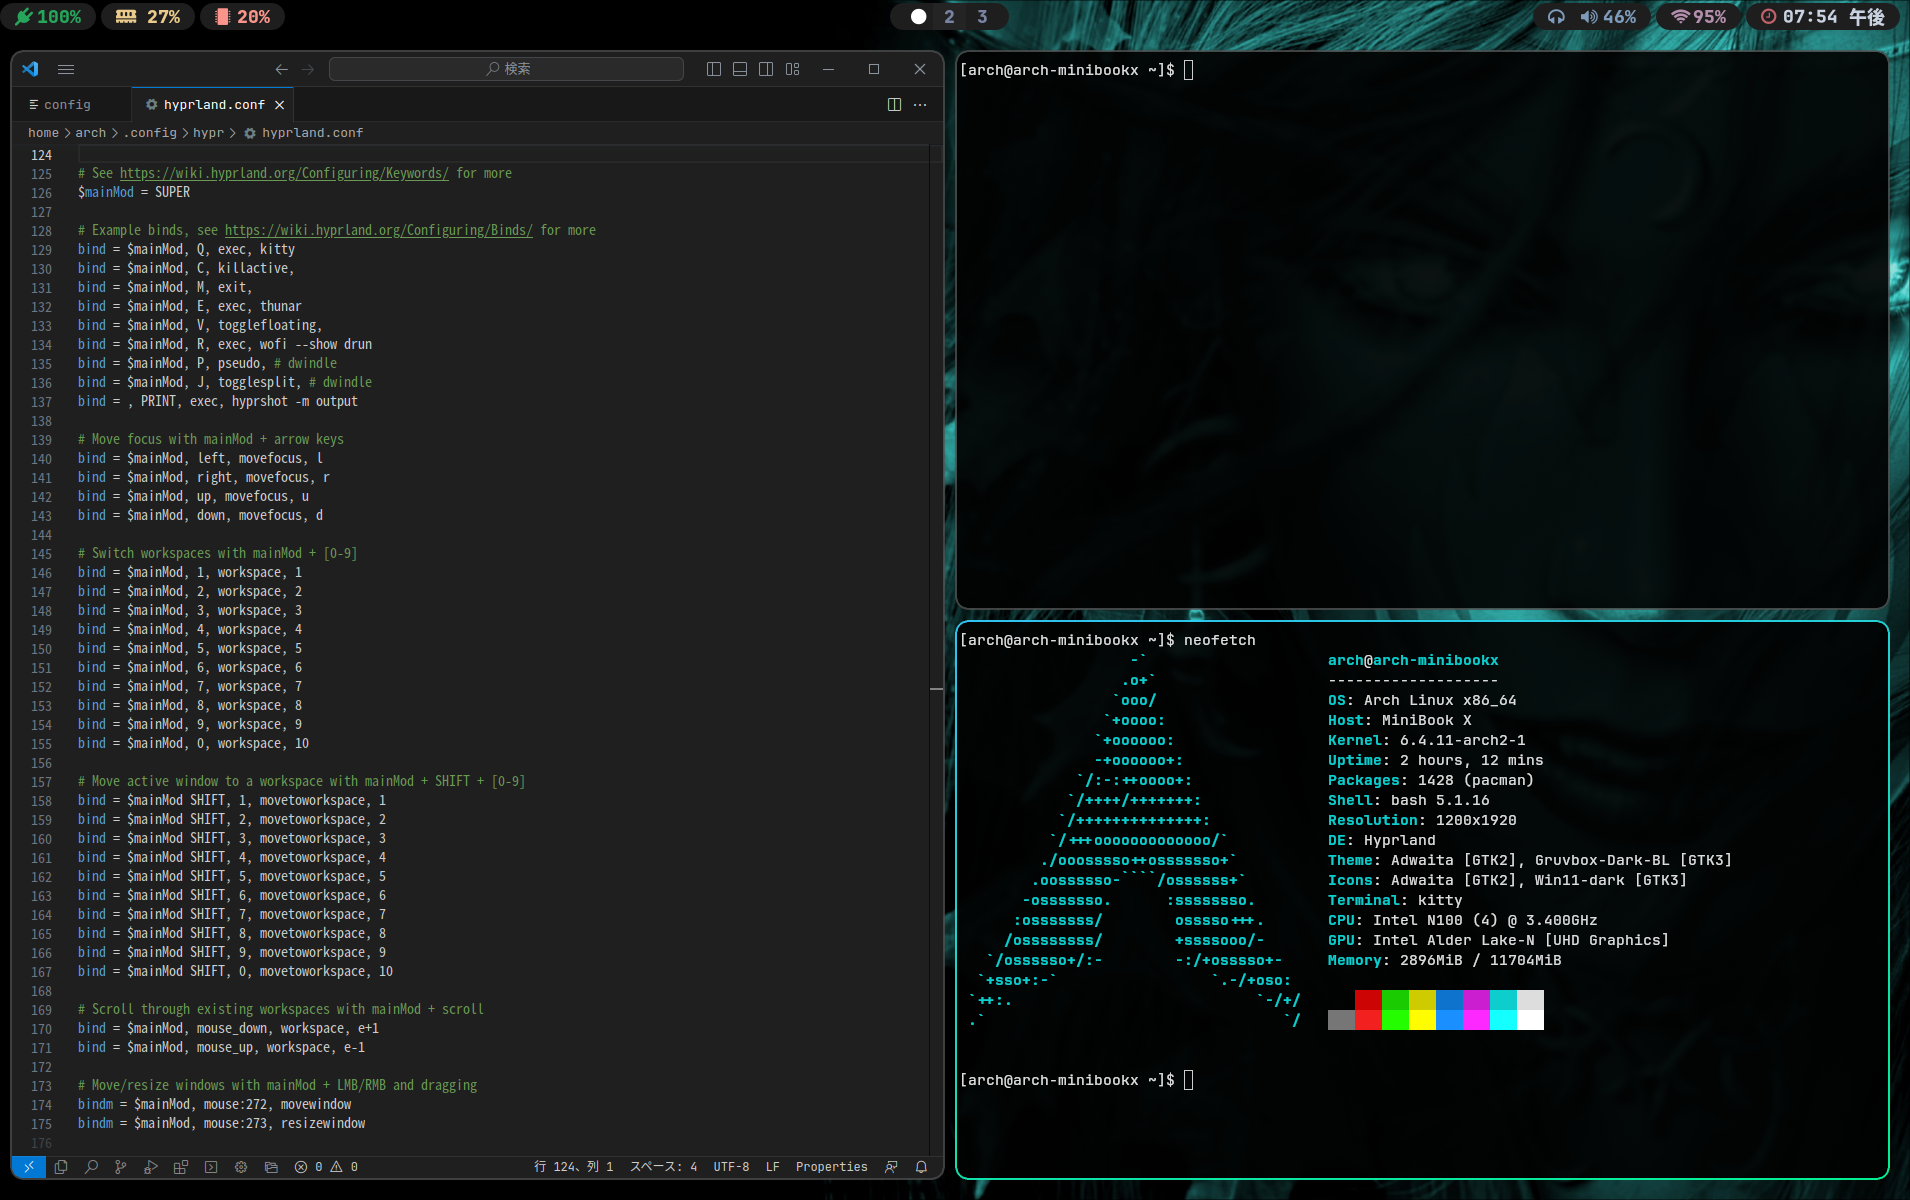 100% 27% 20%
2 3
46% 95% 07:54 午後
検索
config hyprland.conf
home > arch > .config > hypr > hyprland.conf
124
125 # See https://wiki.hyprland.org/Configuring/Keywords/ for more
126 $mainMod = SUPER
127
128 # Example binds, see https://wiki.hyprland.org/Configuring/Binds/ for more
129 bind = $mainMod, Q, exec, kitty
130 bind = $mainMod, C, killactive,
131 bind = $mainMod, M, exit,
132 bind = $mainMod, E, exec, thunar
133 bind = $mainMod, V, togglefloating,
134 bind = $mainMod, R, exec, wofi --show drun
135 bind = $mainMod, P, pseudo, # dwindle
136 bind = $mainMod, J, togglesplit, # dwindle
137 bind = , PRINT, exec, hyprshot -m output
138
139 # Move focus with mainMod + arrow keys
140 bind = $mainMod, left, movefocus, l
141 bind = $mainMod, right, movefocus, r
142 bind = $mainMod, up, movefocus, u
143 bind = $mainMod, down, movefocus, d
144
145 # Switch workspaces with mainMod + [0-9]
146 bind = $mainMod, 1, workspace, 1
147 bind = $mainMod, 2, workspace, 2
148 bind = $mainMod, 3, workspace, 3
149 bind = $mainMod, 4, workspace, 4
150 bind = $mainMod, 5, workspace, 5
151 bind = $mainMod, 6, workspace, 6
152 bind = $mainMod, 7, workspace, 7
153 bind = $mainMod, 8, workspace, 8
154 bind = $mainMod, 9, workspace, 9
155 bind = $mainMod, 0, workspace, 10
156
157 # Move active window to a workspace with mainMod + SHIFT + [0-9]
158 bind = $mainMod SHIFT, 1, movetoworkspace, 1
159 bind = $mainMod SHIFT, 2, movetoworkspace, 2
160 bind = $mainMod SHIFT, 3, movetoworkspace, 3
161 bind = $mainMod SHIFT, 4, movetoworkspace, 4
162 bind = $mainMod SHIFT, 5, movetoworkspace, 5
163 bind = $mainMod SHIFT, 6, movetoworkspace, 6
164 bind = $mainMod SHIFT, 7, movetoworkspace, 7
165 bind = $mainMod SHIFT, 8, movetoworkspace, 8
166 bind = $mainMod SHIFT, 9, movetoworkspace, 9
167 bind = $mainMod SHIFT, 0, movetoworkspace, 10
168
169 # Scroll through existing workspaces with mainMod + scroll
170 bind = $mainMod, mouse_down, workspace, e+1
171 bind = $mainMod, mouse_up, workspace, e-1
172
173 # Move/resize windows with mainMod + LMB/RMB and dragging
174 bindm = $mainMod, mouse:272, movewindow
175 bindm = $mainMod, mouse:273, resizewindow
176
0 0 行 124、列 1 スペース: 4 UTF-8 LF Properties
[arch@arch-minibookx ~]$
[arch@arch-minibookx ~]$ neofetch
-`
.o+`
`ooo/
`+oooo:
`+oooooo:
-+oooooo+:
`/:-:++oooo+:
`/++++/+++++++:
`/++++++++++++++:
`/+++ooooooooooooo/`
./ooosssso++osssssso+`
.oossssso-````/ossssss+`
-osssssso. :ssssssso.
:osssssss/ osssso+++.
/ossssssss/ +ssssooo/-
`/ossssso+/:- -:/+osssso+-
`+sso+:-` `.-/+oso:
`++:. `-/+/
.` `/
arch@arch-minibookx
-------------------
OS: Arch Linux x86_64
Host: MiniBook X
Kernel: 6.4.11-arch2-1
Uptime: 2 hours, 12 mins
Packages: 1428 (pacman)
Shell: bash 5.1.16
Resolution: 1200x1920
DE: Hyprland
Theme: Adwaita [GTK2], Gruvbox-Dark-BL [GTK3]
Icons: Adwaita [GTK2], Win11-dark [GTK3]
Terminal: kitty
CPU: Intel N100 (4) @ 3.400GHz
GPU: Intel Alder Lake-N [UHD Graphics]
Memory: 2896MiB / 11704MiB
[arch@arch-minibookx ~]$